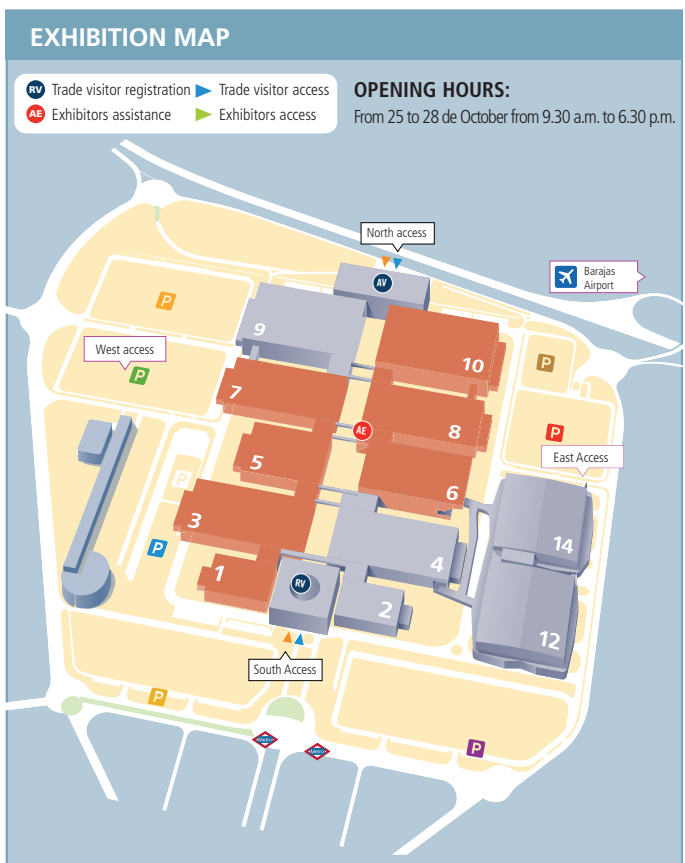 EXHIBITION MAP
RV Trade visitor registration
Trade visitor access
AE Exhibitors assistance
Exhibitors access
OPENING HOURS:
From 25 to 28 de October from 9.30 a.m. to 6.30 p.m.
North access
AV
Barajas
Airport
P
9
10
West access
P
P
7
8
AE
P
East Access
5
6
P
3
14
P
4
1
RV
2
12
South Access
P
Metro
Metro
P